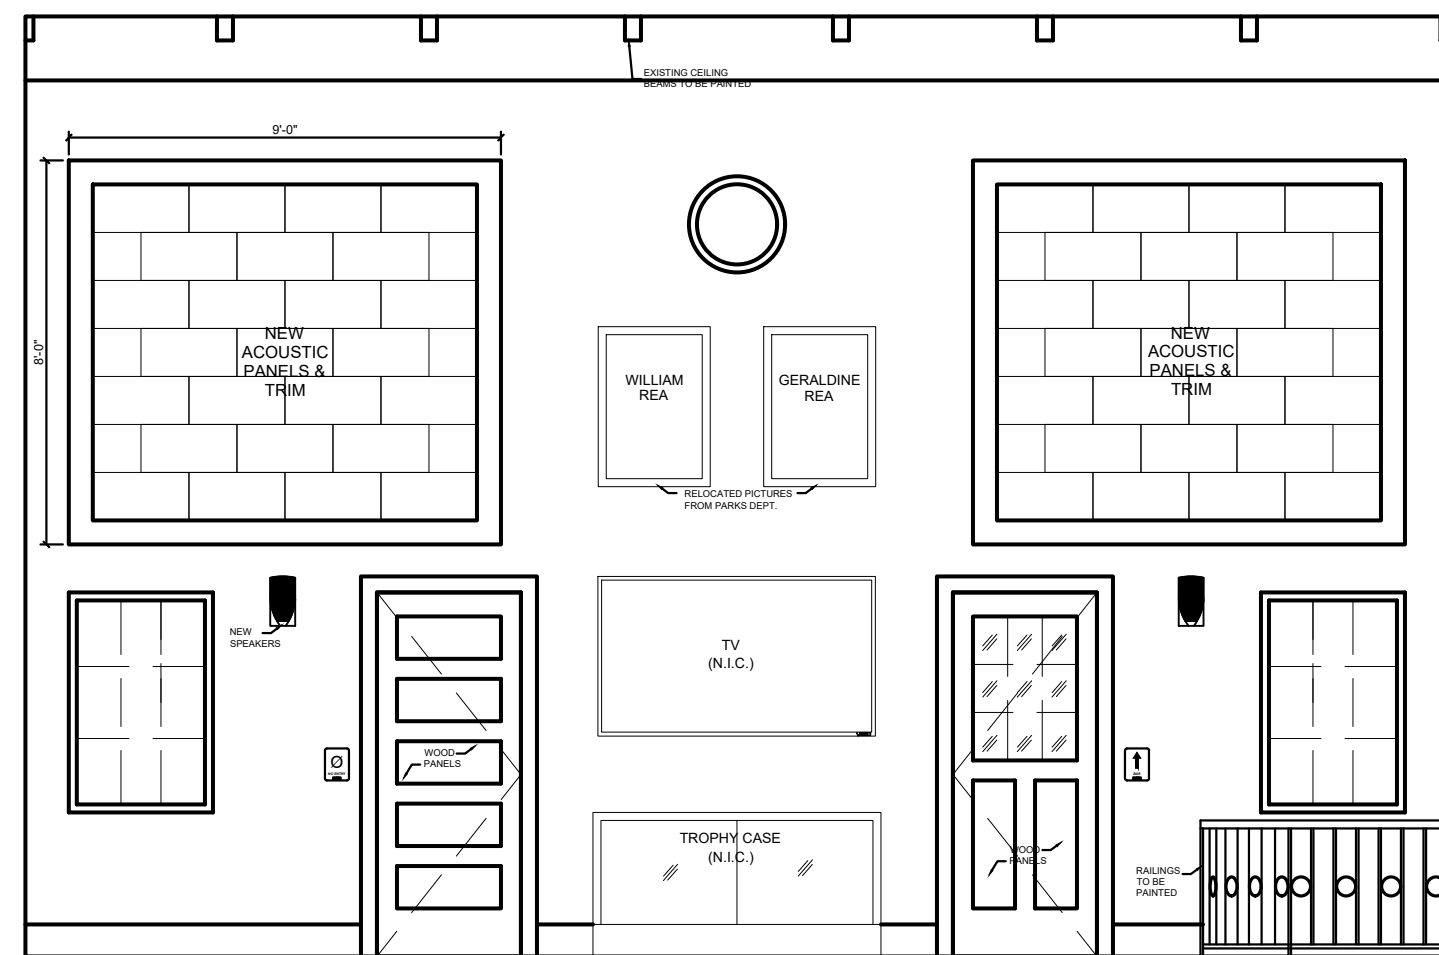 EXISTING CEILING
BEAMS TO BE PAINTED
9'-0"
8'-0"
NEW
ACOUSTIC
PANELS &
TRIM
NEW
ACOUSTIC
PANELS &
TRIM
WILLIAM
REA
GERALDINE
REA
RELOCATED PICTURES
FROM PARKS DEPT.
NEW
SPEAKERS
TV
(N.I.C.)
WOOD
PANELS
NO ENTRY
TROPHY CASE
(N.I.C.)
WOOD
PANELS
RAILINGS
TO BE
PAINTED